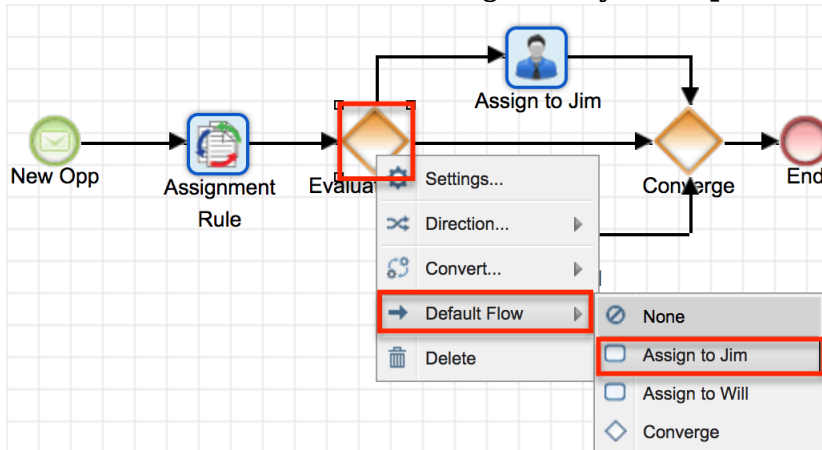 Assign to Jim
New Opp
Assignment
Rule
Converge
End
Settings...
Direction...
Convert...
Default Flow
Delete
None
Assign to Jim
Assign to Will
Converge